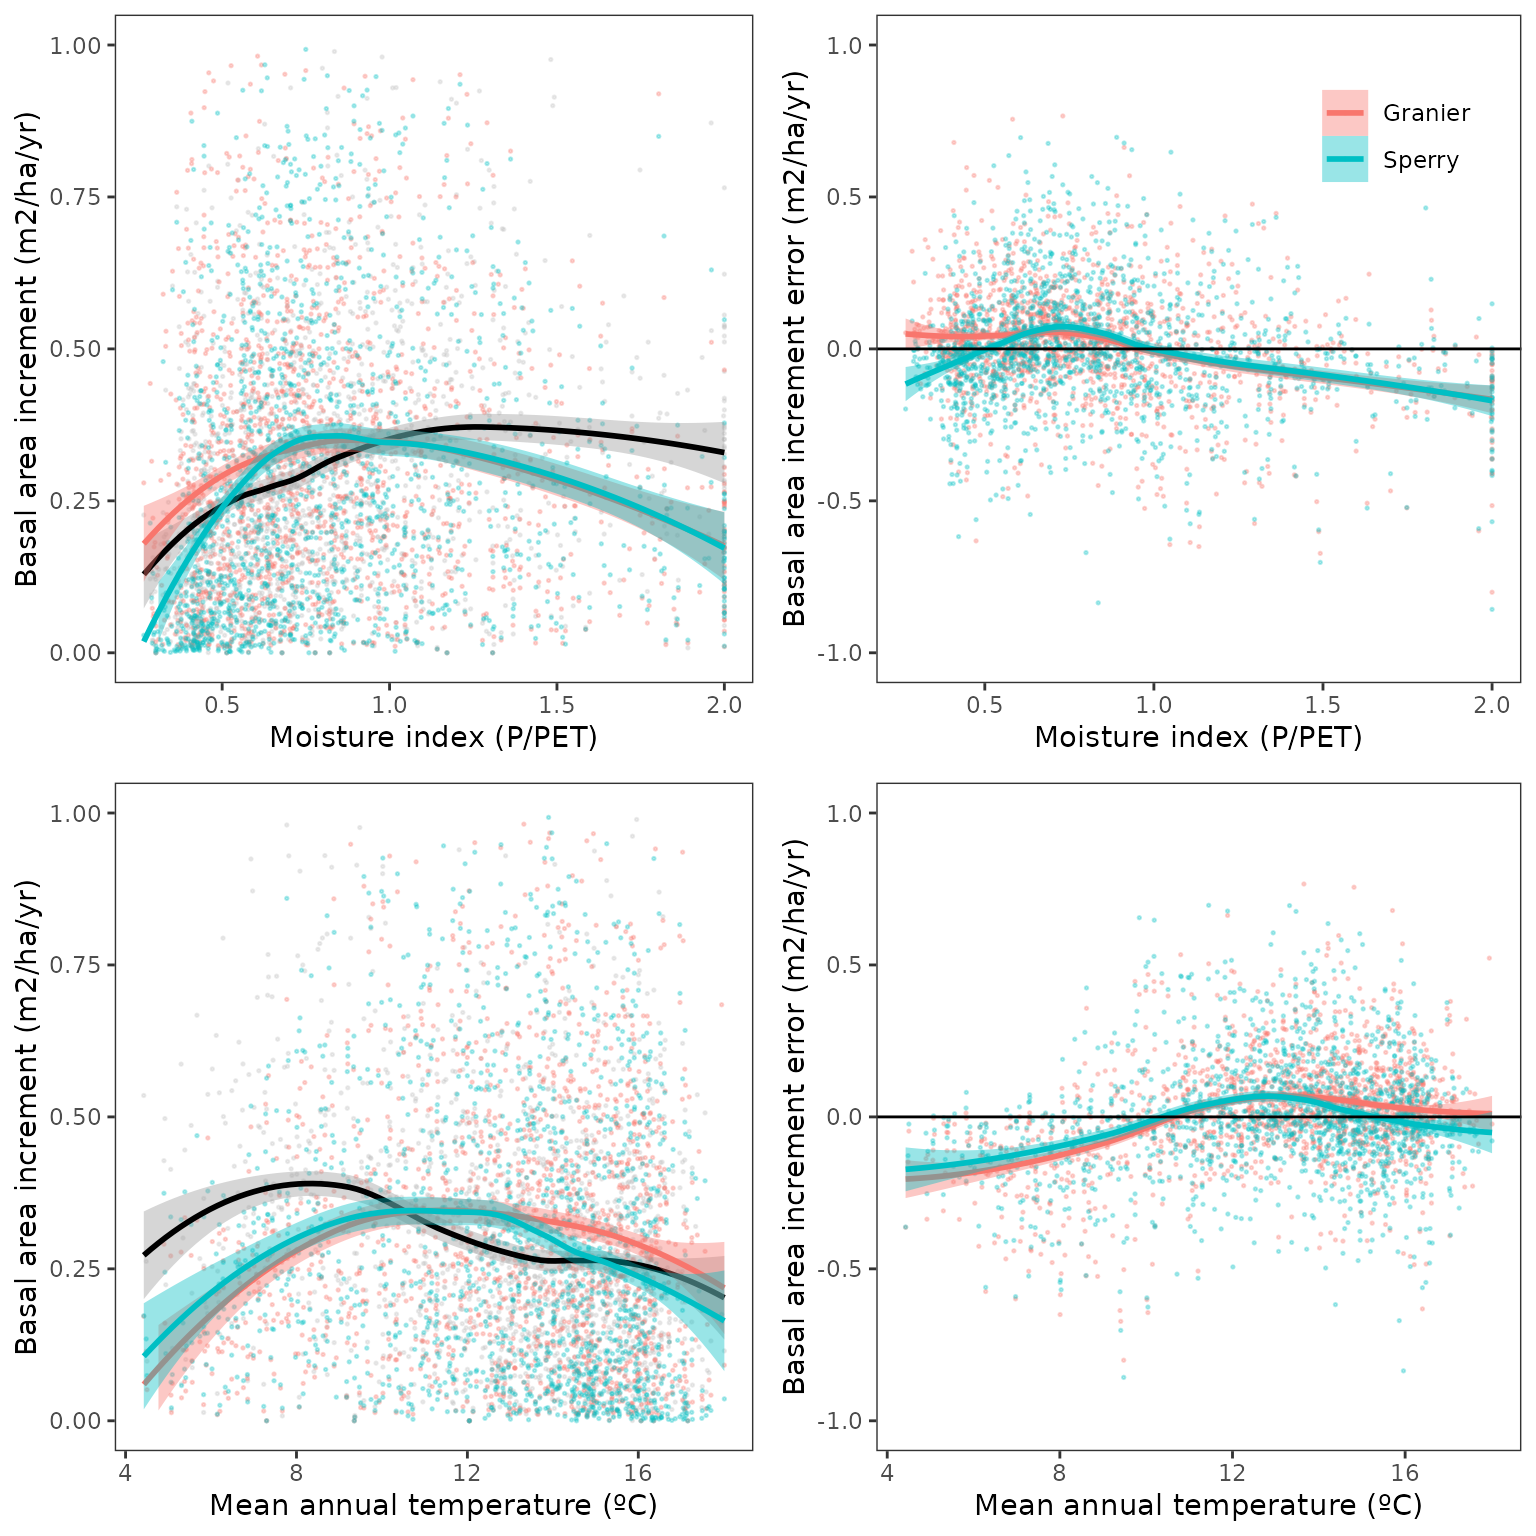 Basal area increment (m2/ha/yr)
1.00
0.75
0.50
0.25
0.00
0.5 1.0 1.5 2.0
Moisture index (P/PET)
Basal area increment error (m2/ha/yr)
1.0
0.5
0.0
-0.5
-1.0
Granier
Sperry
0.5 1.0 1.5 2.0
Moisture index (P/PET)
Basal area increment (m2/ha/yr)
1.00
0.75
0.50
0.25
0.00
4 8 12 16
Mean annual temperature (ºC)
Basal area increment error (m2/ha/yr)
1.0
0.5
0.0
-0.5
-1.0
4 8 12 16
Mean annual temperature (ºC)